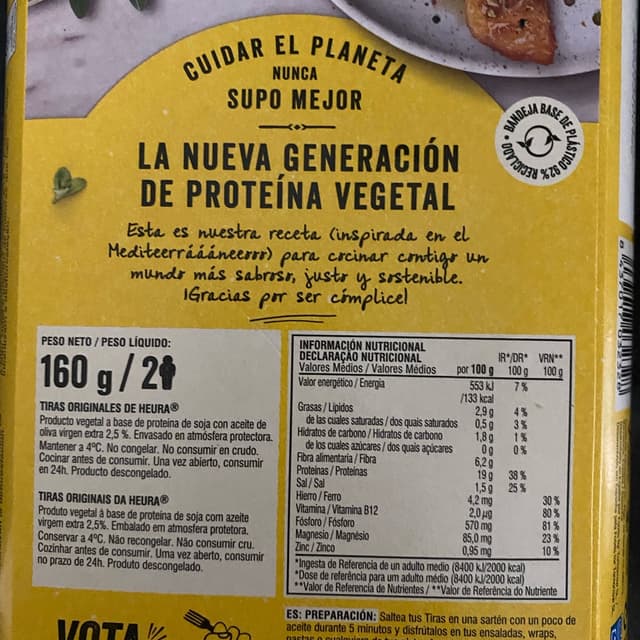 CUIDAR EL PLANETA
NUNCA
SUPO MEJOR
BANDEJA BASE DE PLÁSTICO 92% RECICLADO
LA NUEVA GENERACIÓN
DE PROTEÍNA VEGETAL
Esta es nuestra receta (inspirada en el
Mediteerráááneeooo) para cocinar contigo un
mundo más sabroso, justo y sostenible.
¡Gracias por ser cómplice!
PESO NETO / PESO LÍQUIDO:
160 g / 2
TIRAS ORIGINALES DE HEURA®
Producto vegetal a base de proteína de soja con aceite de
oliva virgen extra 2,5 %. Envasado en atmósfera protectora.
Mantener a 4ºC. No congelar. No consumir en crudo.
Cocinar antes de consumir. Una vez abierto, consumir
en 24h. Producto descongelado.
TIRAS ORIGINAIS DA HEURA®
Produto vegetal à base de proteína de soja com azeite
virgem extra 2,5%. Embalado em atmosfera protetora.
Conservar a 4ºC. Não recongelar. Não consumir cru.
Cozinhar antes de consumir. Uma vez aberto, consumir
no prazo de 24h. Produto descongelado.
INFORMACIÓN NUTRICIONAL
DECLARAÇÃO NUTRICIONAL IR*/DR* VRN**
Valores Médios / Valores Médios por 100 g 100 g 100 g
Valor energético / Energia 553 kJ 7 %
/133 kcal
Grasas / Lípidos 2,9 g 4 %
de las cuales saturadas / dos quais saturados 0,5 g 3 %
Hidratos de carbono / Hidratos de carbono 1,8 g 1 %
de los cuales azúcares / dos quais açúcares 0 g 0 %
Fibra alimentaria / Fibra 6,2 g
Proteínas / Proteínas 19 g 38 %
Sal / Sal 1,5 g 25 %
Hierro / Ferro 4,2 mg 30 %
Vitamina / Vitamina B12 2,0 µg 80 %
Fósforo / Fósforo 570 mg 81 %
Magnesio / Magnésio 85,0 mg 23 %
Zinc / Zinco 0,95 mg 10 %
*Ingesta de Referencia de un adulto medio (8400 kJ/2000 kcal)
*Dose de referência para um adulto médio (8400 kJ/2000 kcal)
**Valor de Referencia de Nutrientes / **Valor de Referência do Nutriente
VOTA
ES: PREPARACIÓN: Saltea tus Tiras en una sartén con un poco de
aceite durante 5 minutos y disfrútalos en tus ensaladas, wraps,